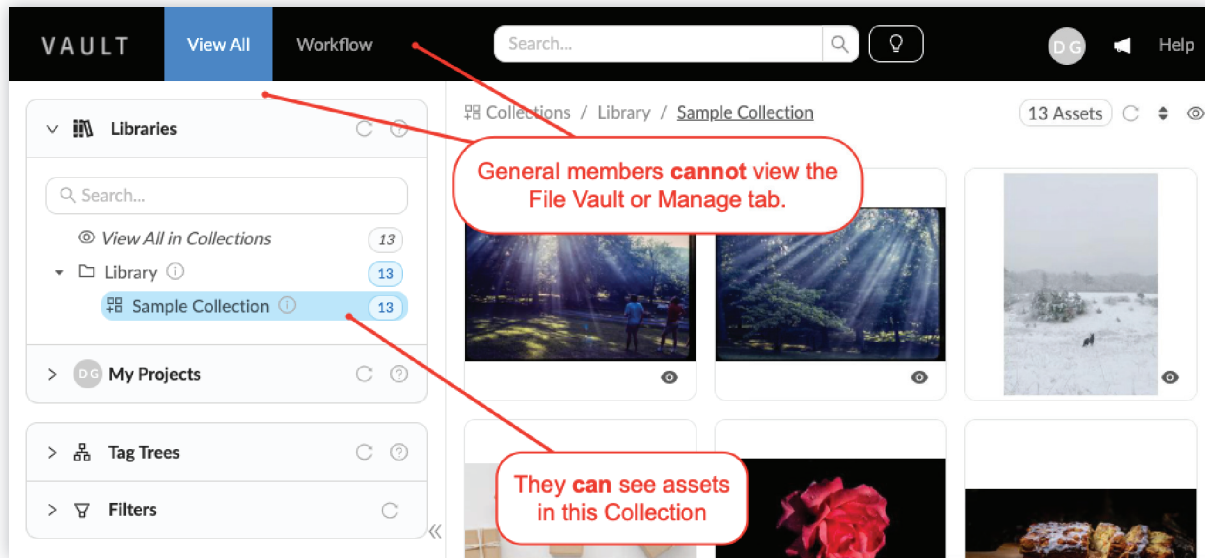 VAULT
View All
Workflow
Search...
D G
Help
Libraries
Search...
View All in Collections
13
Library
13
Sample Collection
13
D G My Projects
Tag Trees
Filters
Collections / Library / Sample Collection
13 Assets
General members cannot view the
File Vault or Manage tab.
They can see assets
in this Collection